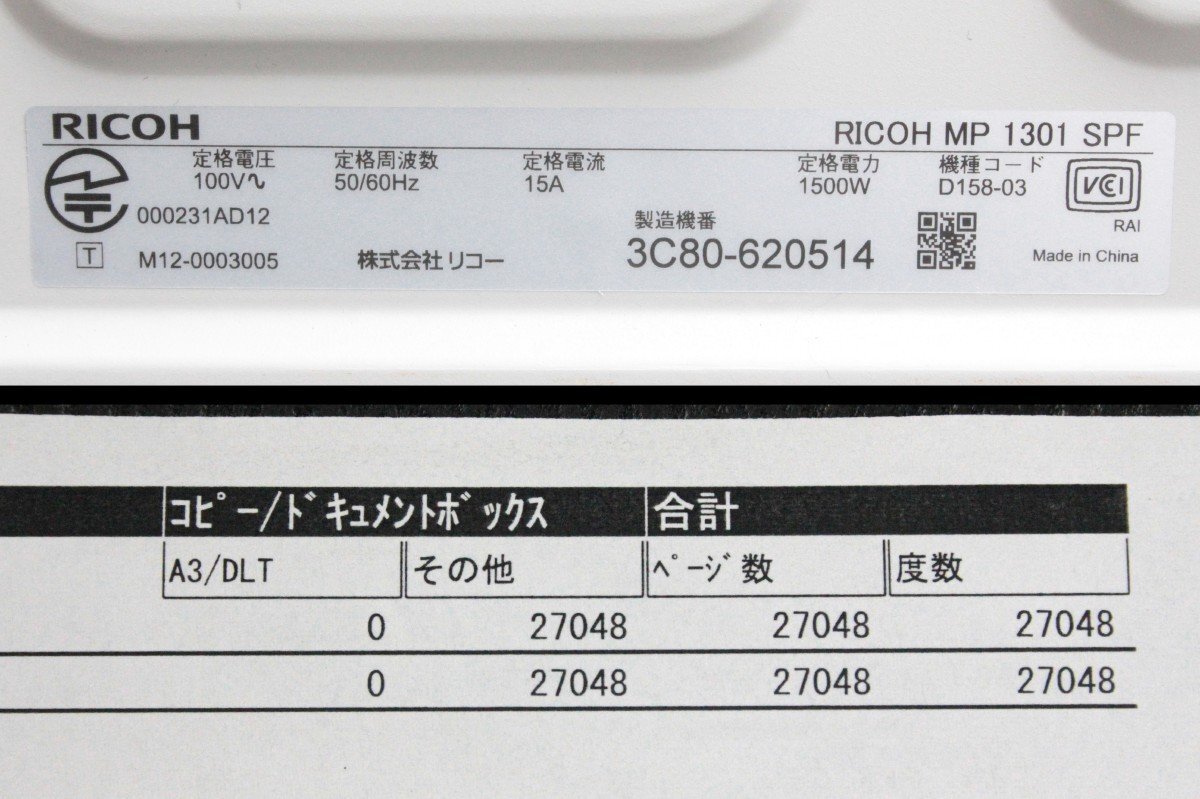 RICOH
RICOH MP 1301 SPF
定格電圧 定格周波数 定格電流 定格電力 機種コード
100V∿ 50/60Hz 15A 1500W D158-03
VCI
000231AD12
製造機番
RAI
T M12-0003005 株式会社リコー 3C80-620514 Made in China
コピー/ドキュメントボックス 合計
A3/DLT その他 ページ数 度数
0 27048 27048 27048
0 27048 27048 27048